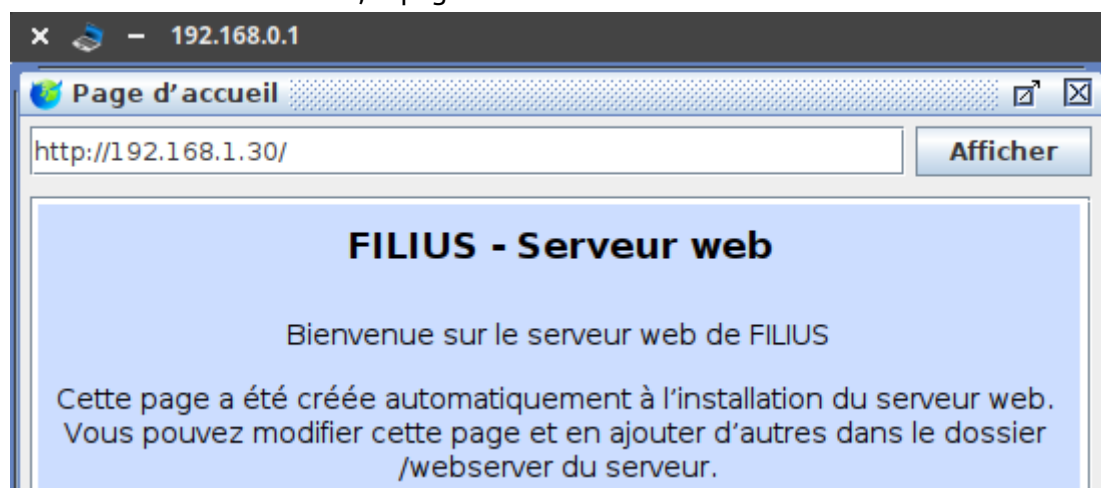 192.168.0.1
Page d'accueil
http://192.168.1.30/
Afficher
FILIUS - Serveur web
Bienvenue sur le serveur web de FILIUS
Cette page a été créée automatiquement à l'installation du serveur web.
Vous pouvez modifier cette page et en ajouter d'autres dans le dossier
/webserver du serveur.